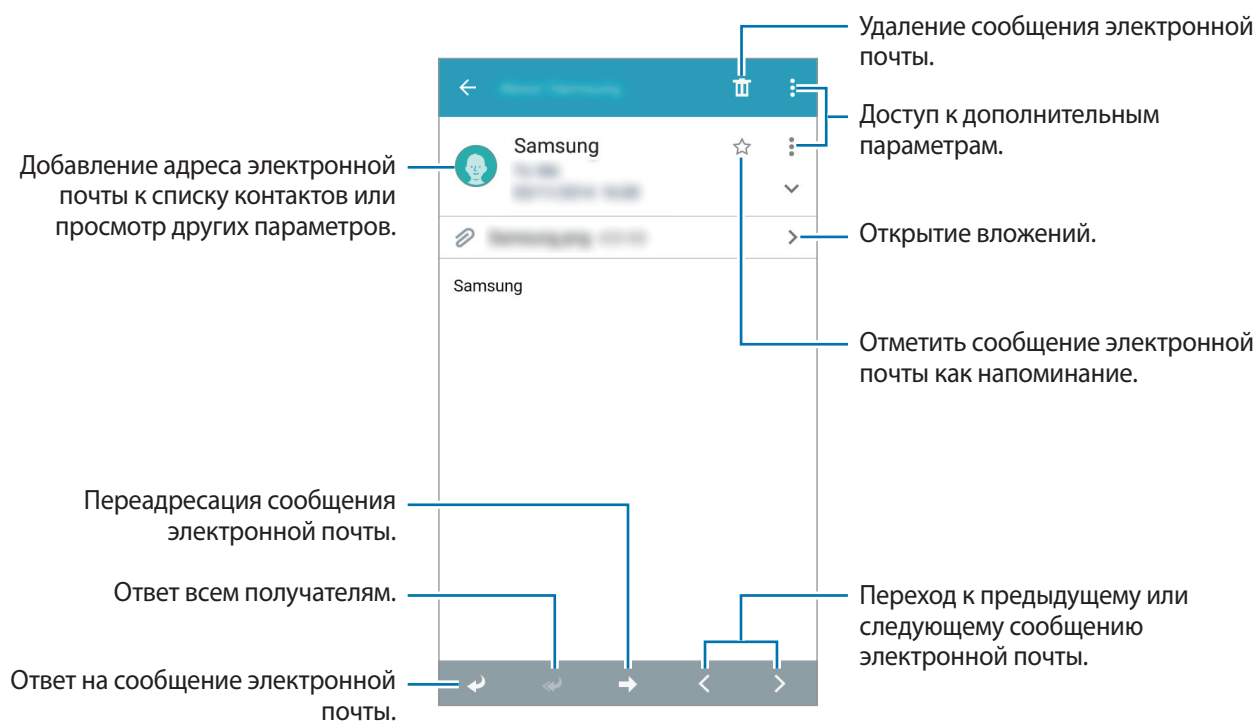 Удаление сообщения электронной
почты.
Доступ к дополнительным
параметрам.
Samsung
Добавление адреса электронной
почты к списку контактов или
просмотр других параметров.
Открытие вложений.
Samsung
Отметить сообщение электронной
почты как напоминание.
Переадресация сообщения
электронной почты.
Ответ всем получателям.
Переход к предыдущему или
следующему сообщению
электронной почты.
Ответ на сообщение электронной
почты.